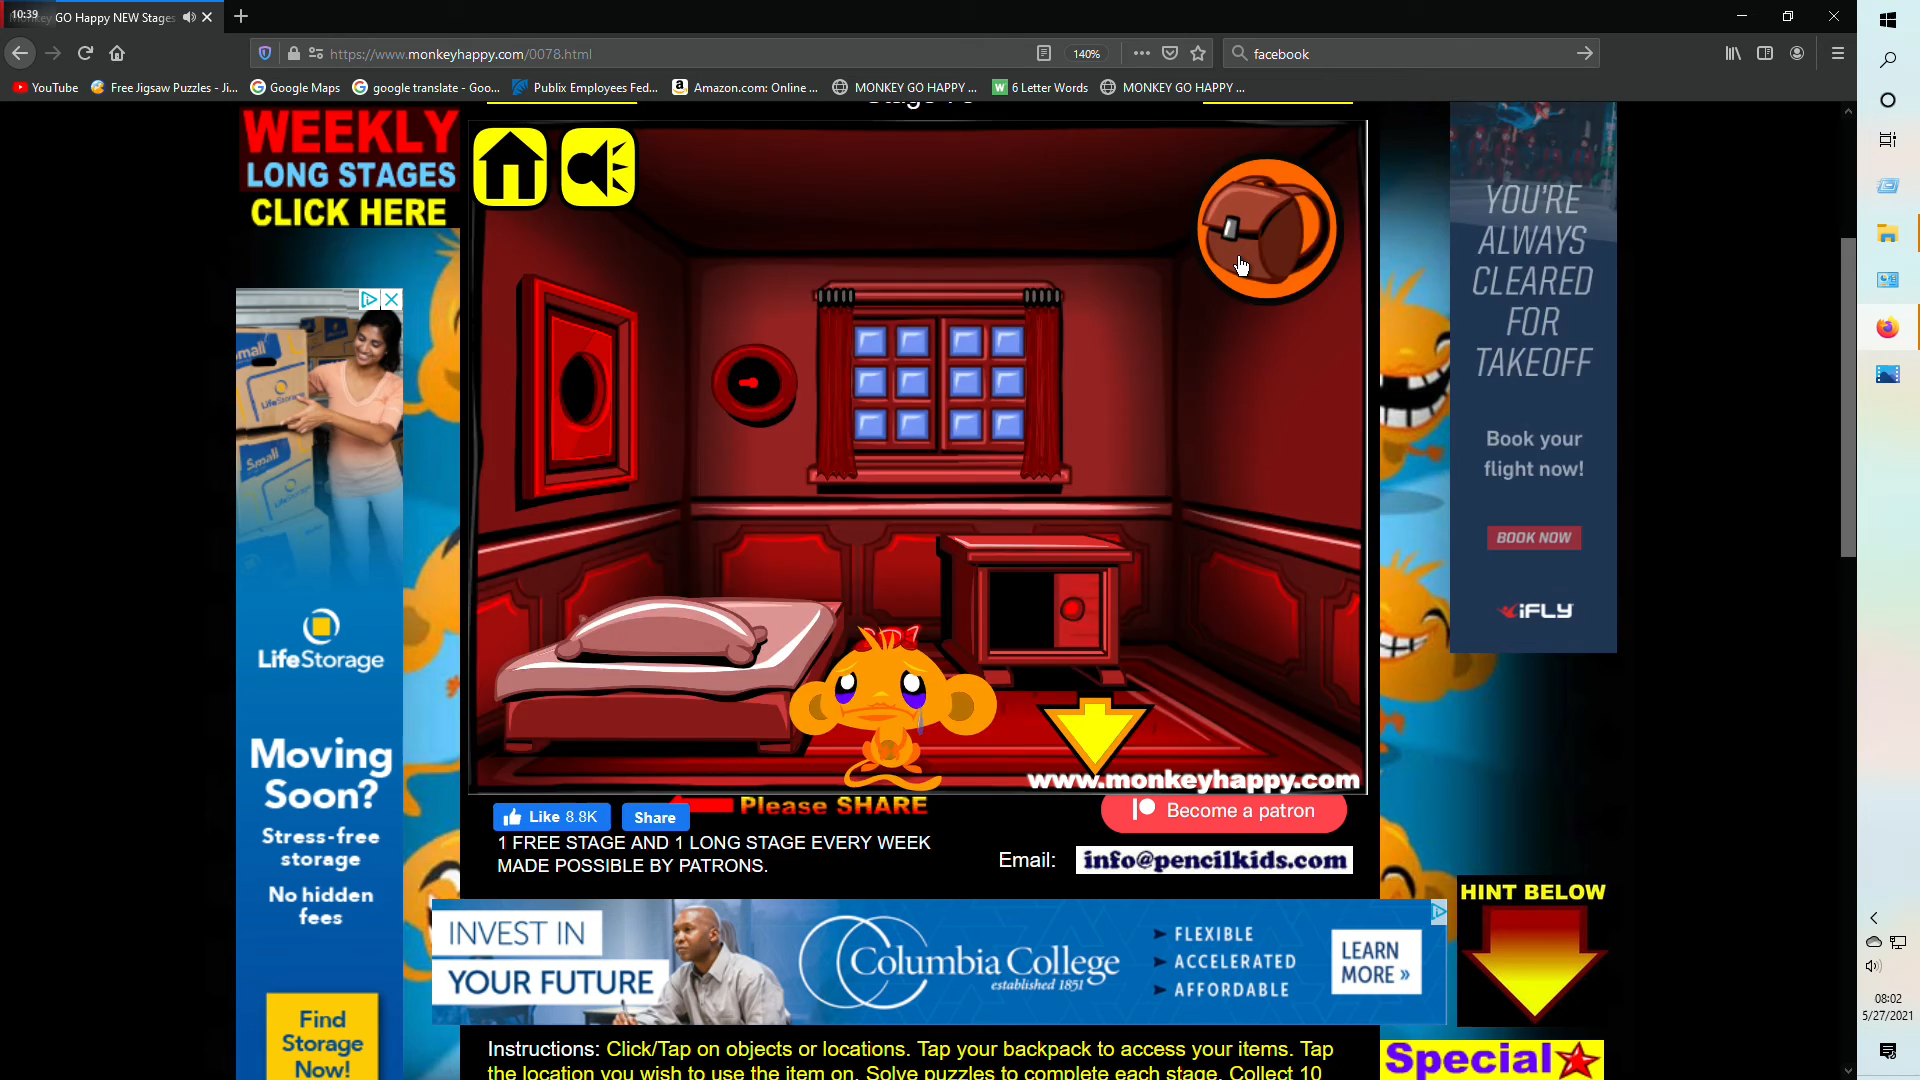 10:39
Monkey GO Happy NEW Stages
https://www.monkeyhappy.com/0078.html
140%
facebook
YouTube
Free Jigsaw Puzzles - Ji...
Google Maps
google translate - Goo...
Publix Employees Fed...
Amazon.com: Online ...
MONKEY GO HAPPY ...
6 Letter Words
MONKEY GO HAPPY ...
WEEKLY
LONG STAGES
CLICK HERE
YOU'RE
ALWAYS
CLEARED
FOR
TAKEOFF
Book your
flight now!
BOOK NOW
iFLY
Small
LifeStorage
Moving
Soon?
Stress-free
storage
No hidden
fees
Find
Storage
Now!
www.monkeyhappy.com
Like 8.8K
Share
Please SHARE
Become a patron
1 FREE STAGE AND 1 LONG STAGE EVERY WEEK
MADE POSSIBLE BY PATRONS.
Email: info@pencilkids.com
HINT BELOW
INVEST IN
YOUR FUTURE
Columbia College
established 1851
FLEXIBLE
ACCELERATED
AFFORDABLE
LEARN
MORE »
Instructions: Click/Tap on objects or locations. Tap your backpack to access your items. Tap
the location you wish to use the item on. Solve puzzles to complete each stage. Collect 10
Special
08:02
5/27/2021